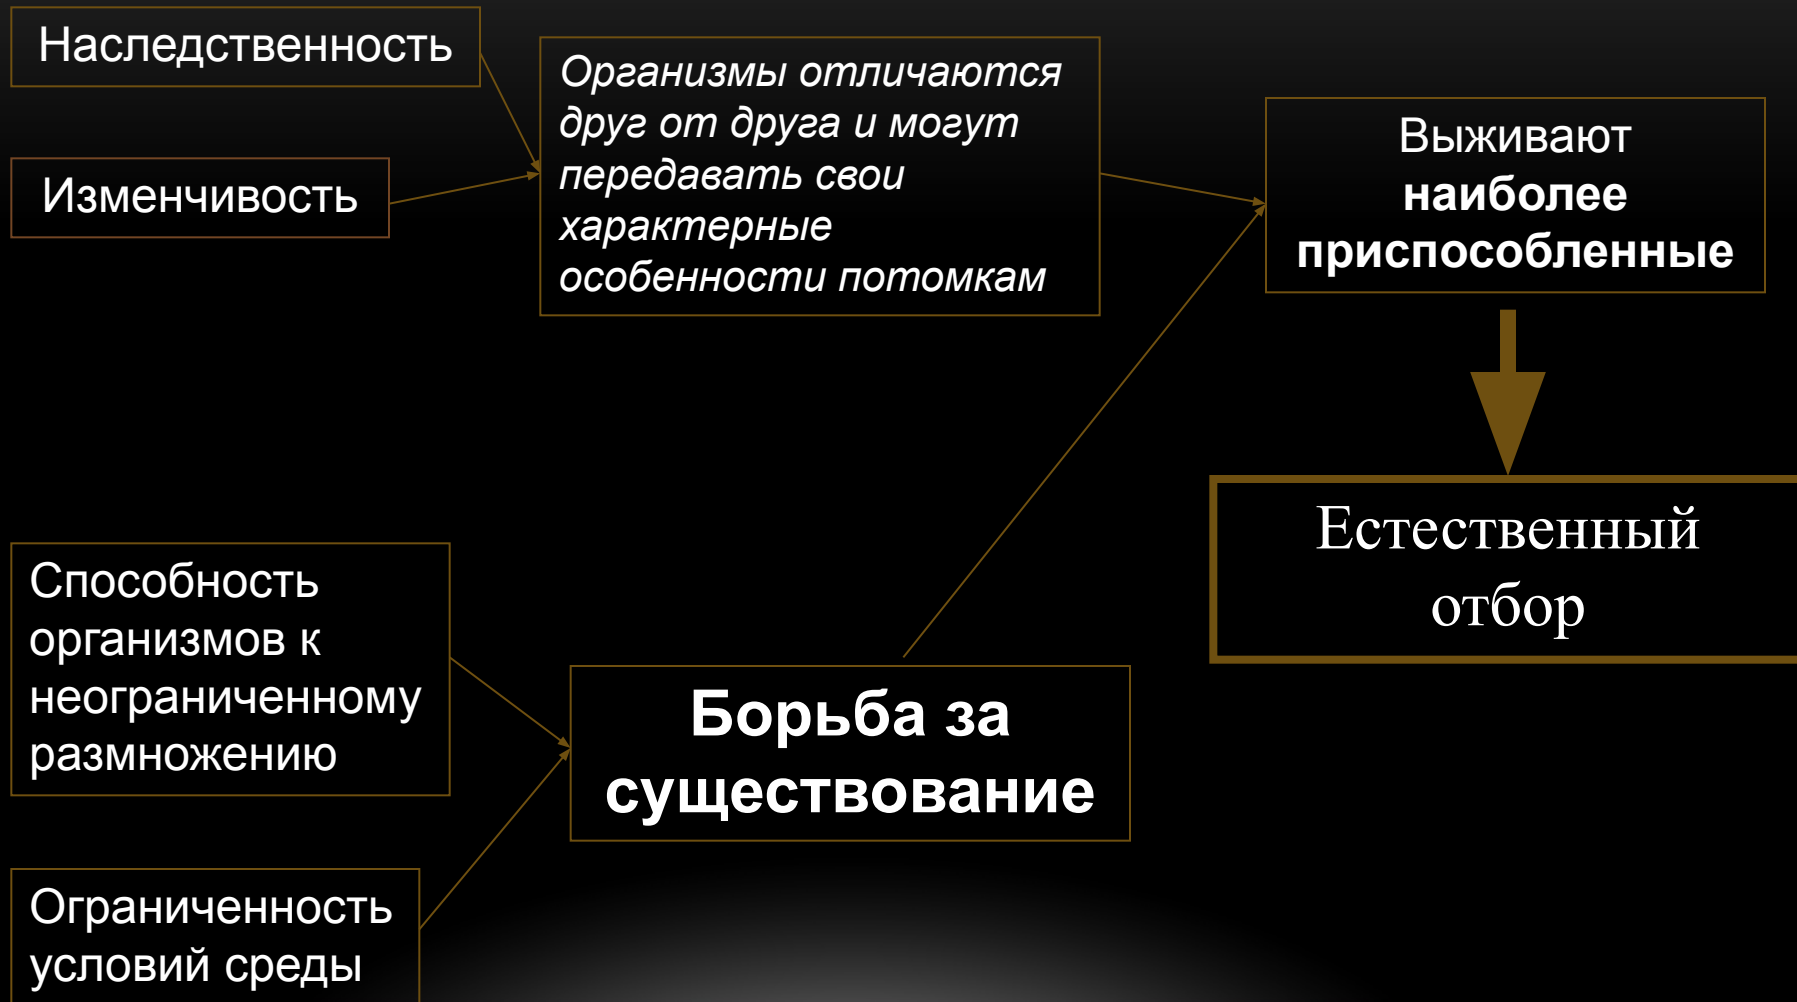 Наследственность
Изменчивость
Организмы отличаются
друг от друга и могут
передавать свои
характерные
особенности потомкам
Выживают
наиболее
приспособленные
Естественный
отбор
Способность
организмов к
неограниченному
размножению
Борьба за
существование
Ограниченность
условий среды